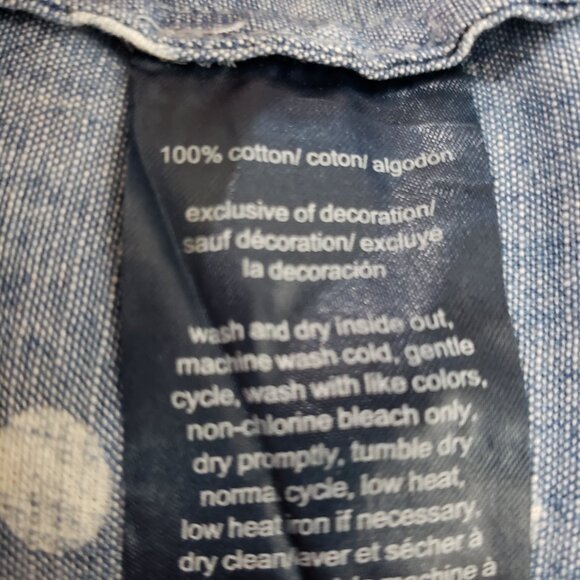 100% cotton/ coton/ algodon
exclusive of decoration/
sauf décoration/ excluye
la decoración
wash and dry inside out,
machine wash cold, gentle
cycle, wash with like colors,
non-chlorine bleach only,
dry promptly, tumble dry
normal cycle, low heat,
low heat iron if necessary,
dry clean/laver et sécher à
machine à